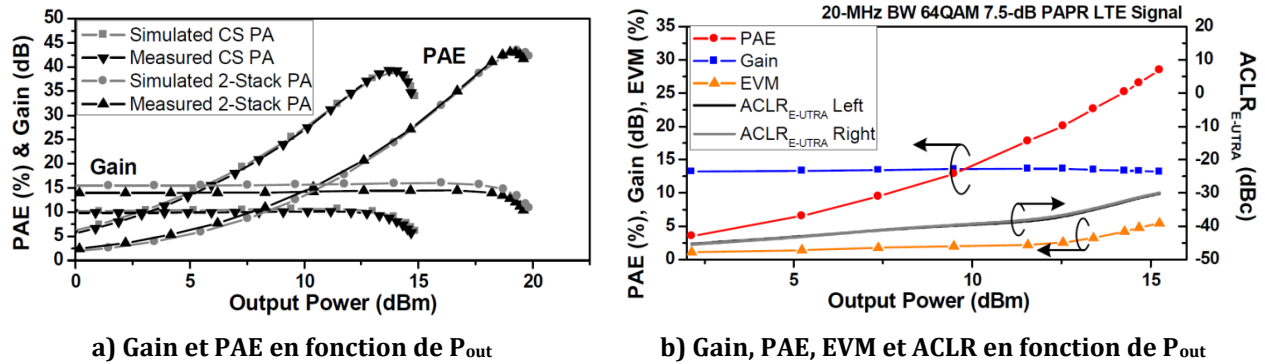 PAE (%) & Gain (dB)
50
45
40
35
30
25
20
15
10
5
0
Simulated CS PA
Measured CS PA
Simulated 2-Stack PA
Measured 2-Stack PA
PAE
Gain
0 5 10 15 20
Output Power (dBm)
20-MHz BW 64QAM 7.5-dB PAPR LTE Signal
PAE (%), Gain (dB), EVM (%)
35
30
25
20
15
10
5
0
PAE
Gain
EVM
ACLRE-UTRA Left
ACLRE-UTRA Right
20
10
0
-10
-20
-30
-40
-50
ACLRE-UTRA (dBc)
5 10 15
Output Power (dBm)
a) Gain et PAE en fonction de Pout
b) Gain, PAE, EVM et ACLR en fonction de Pout